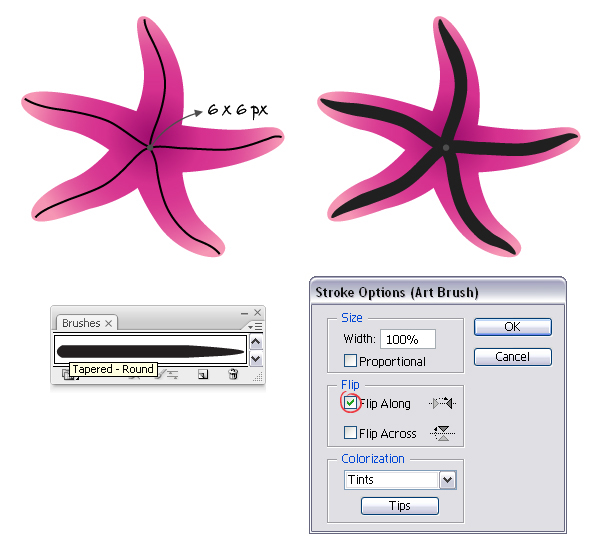 6 x 6 px
Brushes ×
Tapered - Round
Stroke Options (Art Brush)
Size
Width: 100%
Proportional
Flip
Flip Along
Flip Across
Colorization
Tints
Tips
OK
Cancel